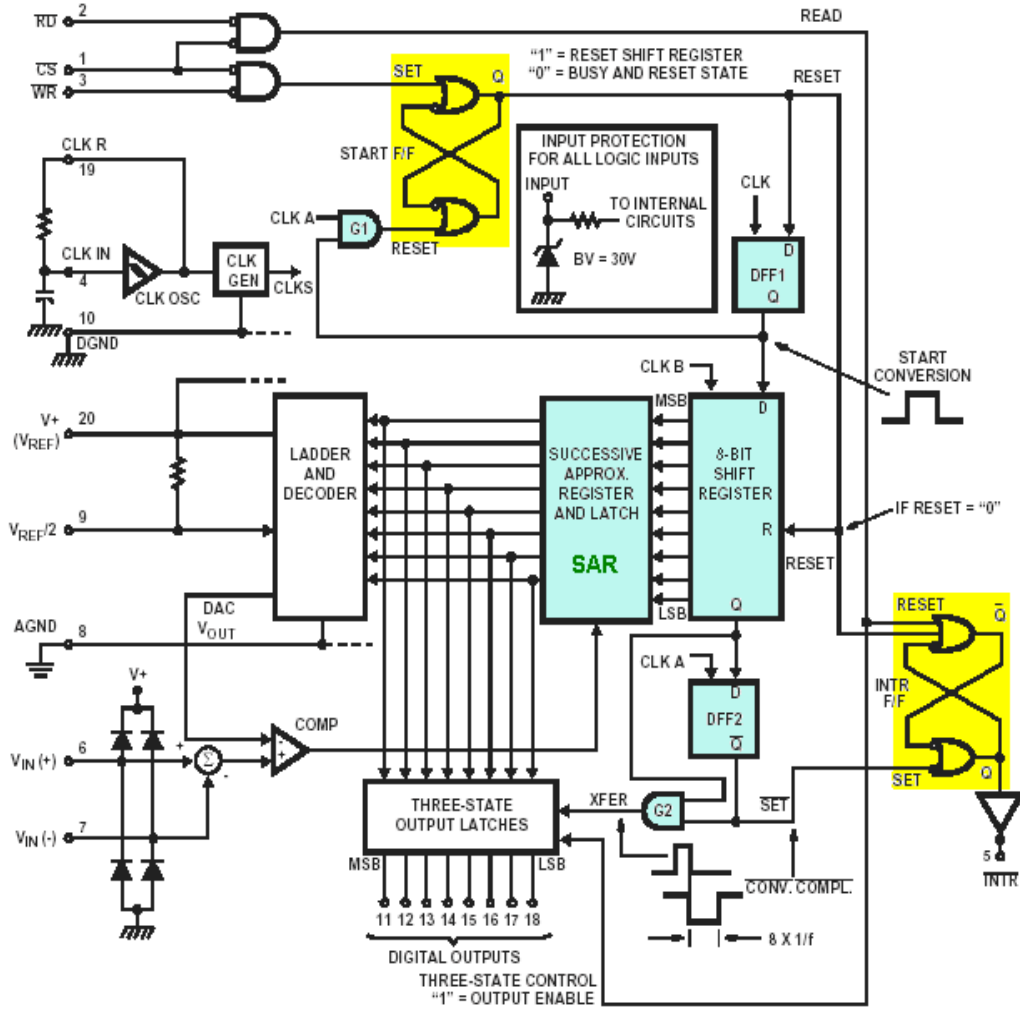 RD
2
READ
CS
1
WR
3
SET
Q
"1" = RESET SHIFT REGISTER
"0" = BUSY AND RESET STATE
RESET
CLK R
19
START F/F
INPUT PROTECTION
FOR ALL LOGIC INPUTS
INPUT
TO INTERNAL
CIRCUITS
BV = 30V
CLK
CLK A
G1
RESET
D
DFF1
Q
CLK IN
4
CLK OSC
CLK
GEN
CLKS
10
DGND
START
CONVERSION
CLK B
V+
(VREF)
20
LADDER
AND
DECODER
MSB
SUCCESSIVE
APPROX.
REGISTER
AND LATCH
SAR
D
8-BIT
SHIFT
REGISTER
R
Q
LSB
IF RESET = "0"
RESET
VREF/2
9
DAC
VOUT
AGND
8
RESET
Q
INTR
F/F
SET
Q
CLK A
D
DFF2
Q
V+
COMP
-
+
VIN (+)
6
+
Σ
-
VIN (-)
7
THREE-STATE
OUTPUT LATCHES
XFER
G2
SET
MSB
LSB
CONV. COMPL.
5
INTR
11 12 13 14 15 16 17 18
8 X 1/f
DIGITAL OUTPUTS
THREE-STATE CONTROL
"1" = OUTPUT ENABLE